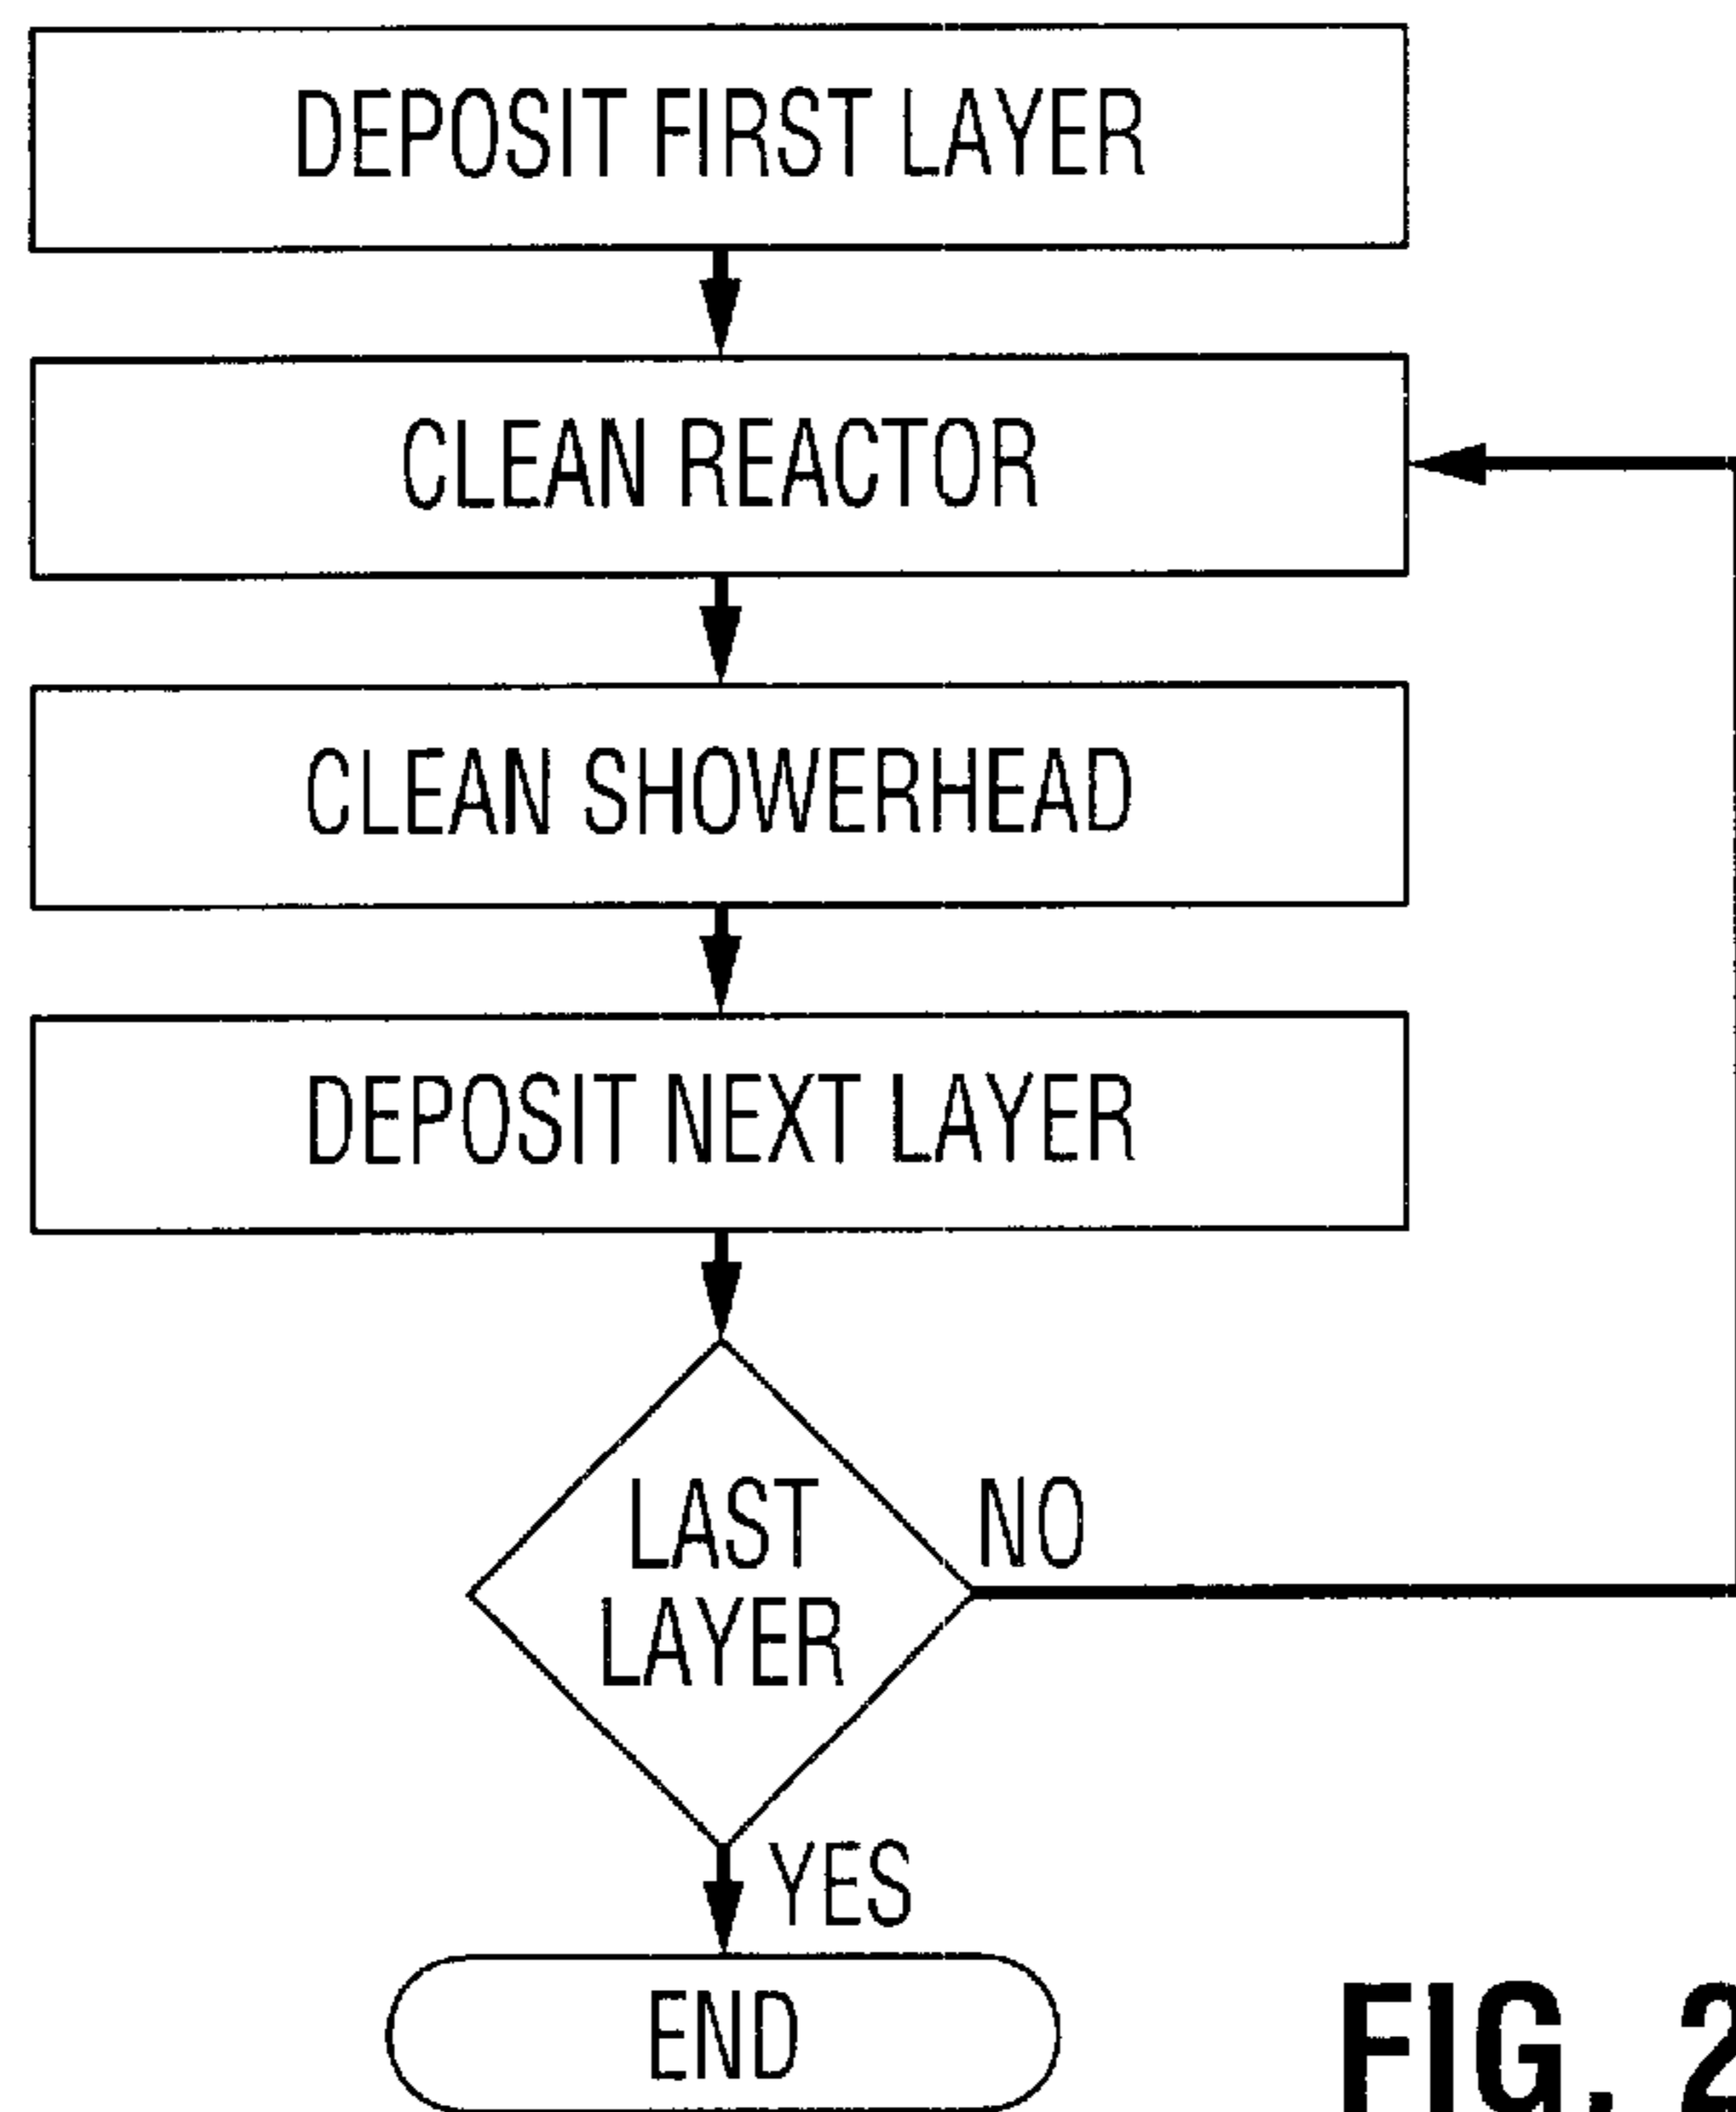 DEPOSIT FIRST LAYER
CLEAN REACTOR
CLEAN SHOWERHEAD
DEPOSIT NEXT LAYER
LAST
LAYER
NO
YES
END
FIG. 2